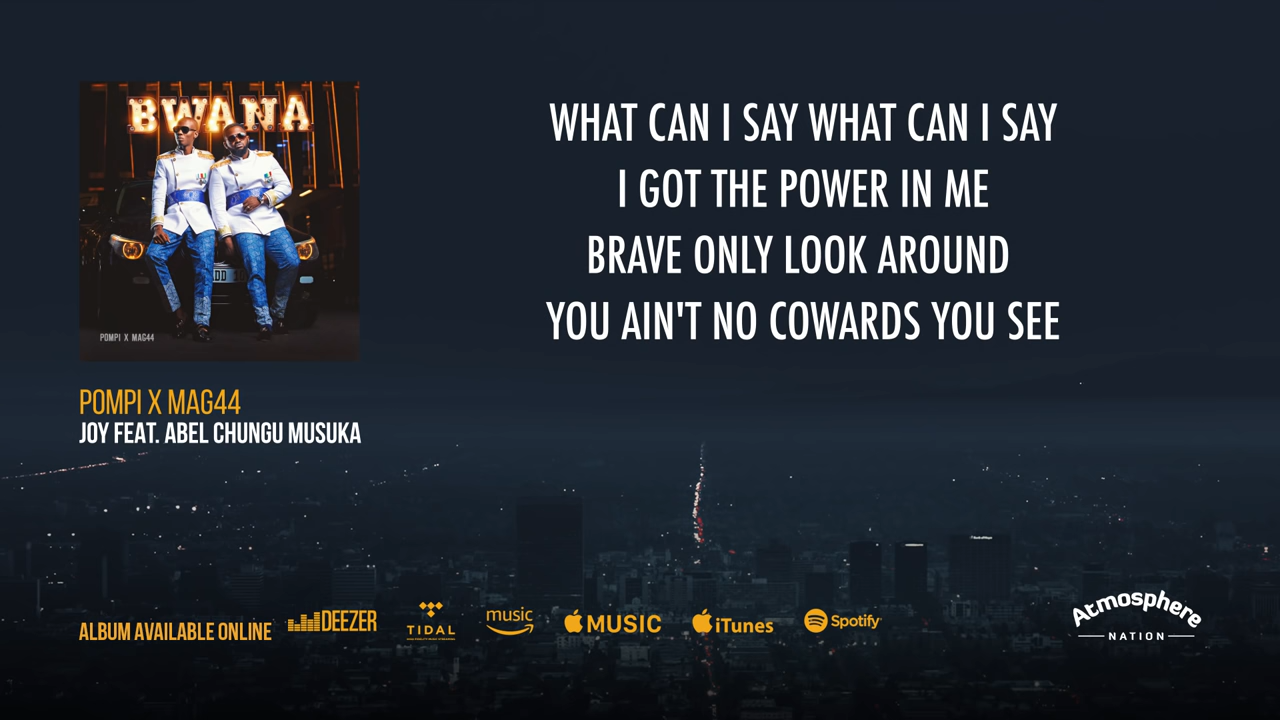 BWANA
POMPI X MAG44
POMPI X MAG44
JOY FEAT. ABEL CHUNGU MUSUKA
WHAT CAN I SAY WHAT CAN I SAY
I GOT THE POWER IN ME
BRAVE ONLY LOOK AROUND
YOU AIN'T NO COWARDS YOU SEE
ALBUM AVAILABLE ONLINE
DEEZER
TIDAL
music
MUSIC
iTunes
Spotify
Atmosphere
NATION